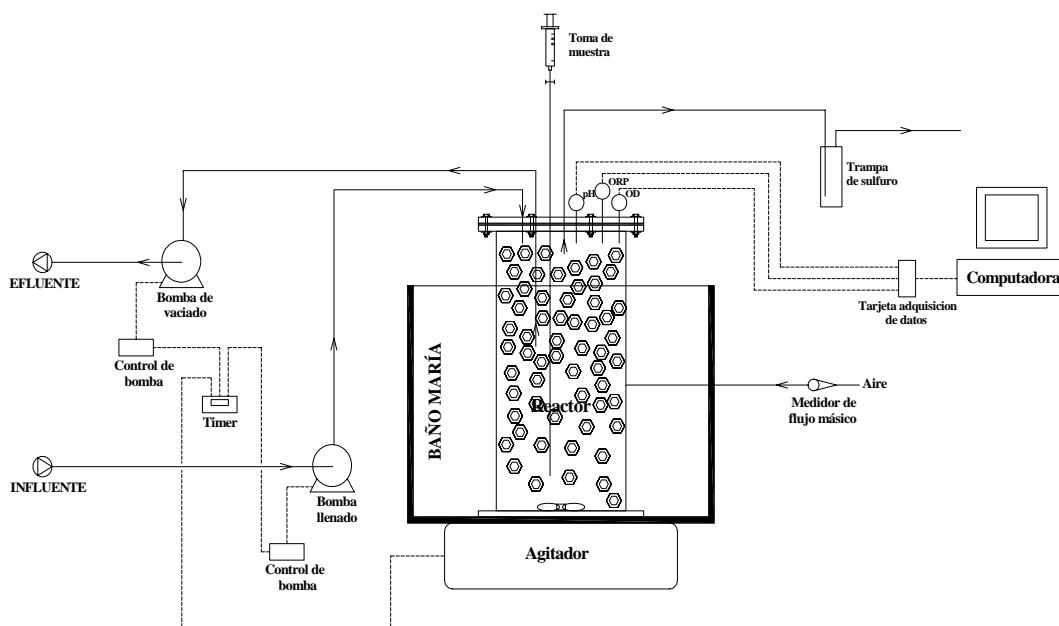 Toma de
muestra
ORP
pH
OD
Trampa
de sulfuro
EFLUENTE
Bomba de
vaciado
Computadora
Tarjeta adquisicion
de datos
Control de
bomba
Timer
BAÑO MARÍA
Reactor
Aire
Medidor de
flujo másico
INFLUENTE
Bomba
llenado
Control de
bomba
Agitador